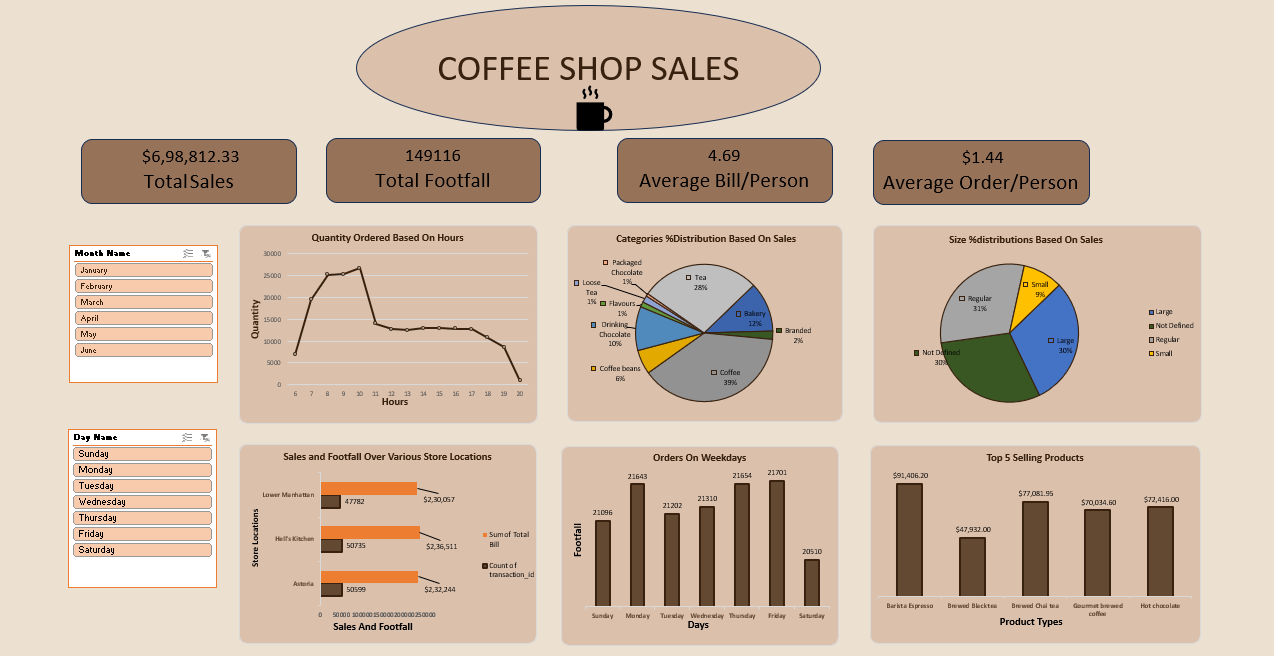 COFFEE SHOP SALES
$6,98,812.33
Total Sales
149116
Total Footfall
4.69
Average Bill/Person
$1.44
Average Order/Person
Month Name
January
February
March
April
May
June
Day Name
Sunday
Monday
Tuesday
Wednesday
Thursday
Friday
Saturday
Quantity Ordered Based On Hours
Quantity
30000
25000
20000
15000
10000
5000
0
6 7 8 9 10 11 12 13 14 15 16 17 18 19 20
Hours
Categories %Distribution Based On Sales
Packaged
Chocolate
1%
Loose
Tea
1%
Flavours
1%
Drinking
Chocolate
10%
Coffee beans
6%
Tea
28%
Bakery
12%
Branded
2%
Coffee
39%
Size %distributions Based On Sales
Small
9%
Regular
31%
Large
30%
Not Defined
30%
Large
Not Defined
Regular
Small
Sales and Footfall Over Various Store Locations
Store Locations
Lower Manhattan
47782
$2,30,057
Hell's Kitchen
50735
$2,36,511
Astoria
50599
$2,32,244
0 50000 100000 150000 200000 250000
Sales And Footfall
Sum of Total
Bill
Count of
transaction_id
Orders On Weekdays
Footfall
21096
21643
21202
21310
21654
21701
20510
Sunday Monday Tuesday Wednesday Thursday Friday Saturday
Days
Top 5 Selling Products
$91,406.20
$47,932.00
$77,081.95
$70,034.60
$72,416.00
Barista Espresso Brewed Black tea Brewed Chai tea Gourmet brewed Hot chocolate
coffee
Product Types